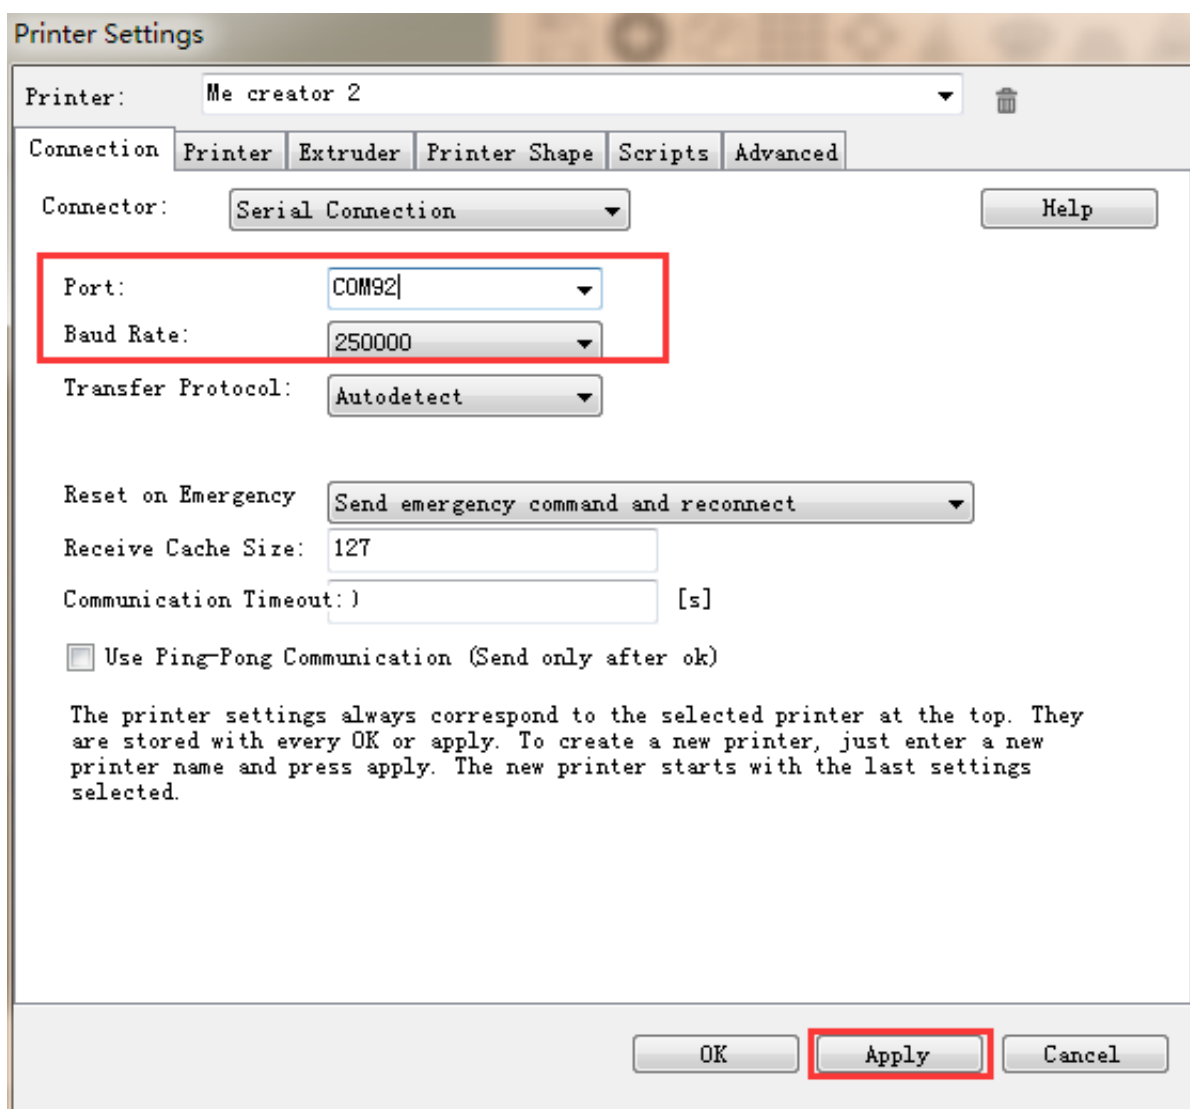 Printer Settings
Printer: Me creator 2
Connection Printer Extruder Printer Shape Scripts Advanced
Connector: Serial Connection Help
Port: COM92
Baud Rate: 250000
Transfer Protocol: Autodetect
Reset on Emergency Send emergency command and reconnect
Receive Cache Size: 127
Communication Timeout: ) [s]
Use Ping-Pong Communication (Send only after ok)
The printer settings always correspond to the selected printer at the top. They
are stored with every OK or apply. To create a new printer, just enter a new
printer name and press apply. The new printer starts with the last settings
selected.
OK Apply Cancel